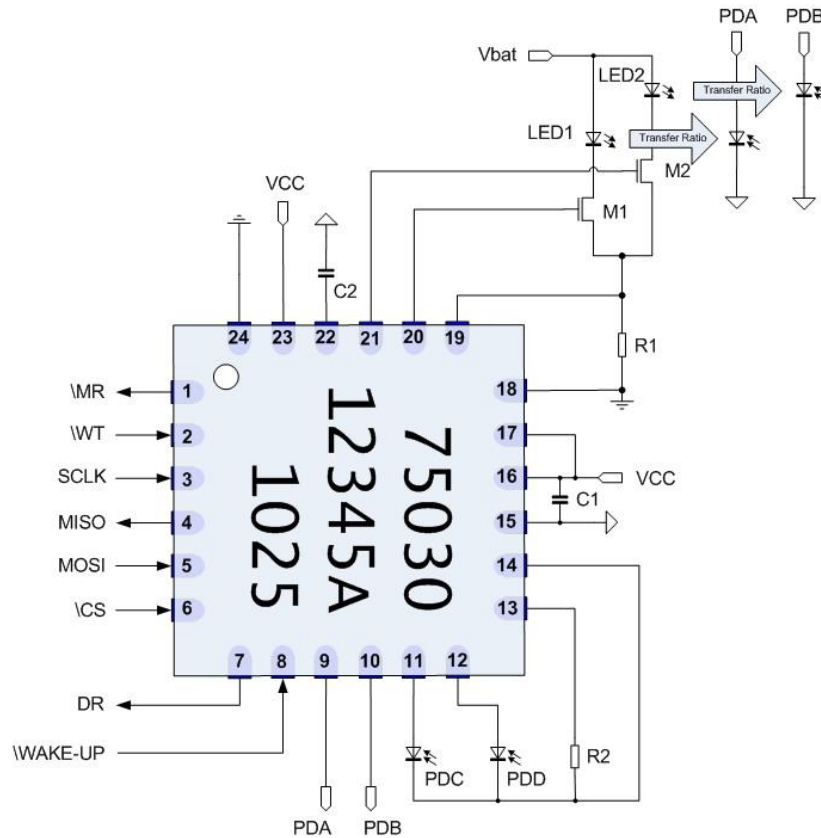 PDA PDB
Vbat
LED2
Transfer Ratio
LED1
Transfer Ratio
M2
VCC
M1
C2
24 23 22 21 20 19
R1
\MR 1
18
\WT 2
17
SCLK 3
16 VCC
C1
MISO 4
15
MOSI 5
14
\CS 6
13
75030
12345A
1025
7 8 9 10 11 12
DR
\WAKE-UP
PDC PDD R2
PDA PDB